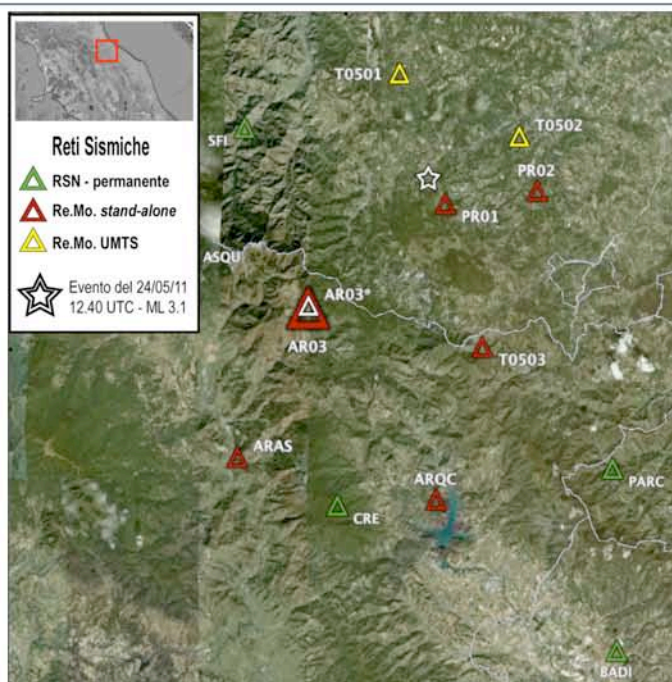 Reti Sismiche
RSN - permanente
Re.Mo. stand-alone
Re.Mo. UMTS
Evento del 24/05/11
12.40 UTC - ML 3.1
T0501
SFI
T0502
PR02
PR01
ASQU
AR03*
AR03
T0503
ARAS
ARQC
PARC
CRE
BADI